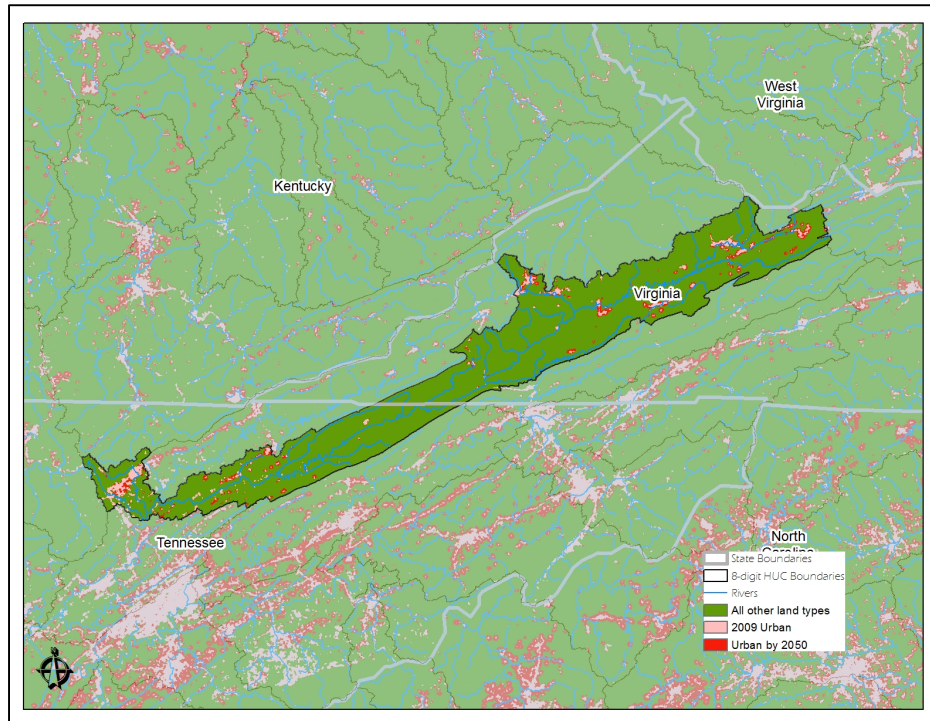 West
Virginia
Kentucky
Virginia
Tennessee
North
Carolina
State Boundaries
8-digit HUC Boundaries
Rivers
All other land types
2009 Urban
Urban by 2050